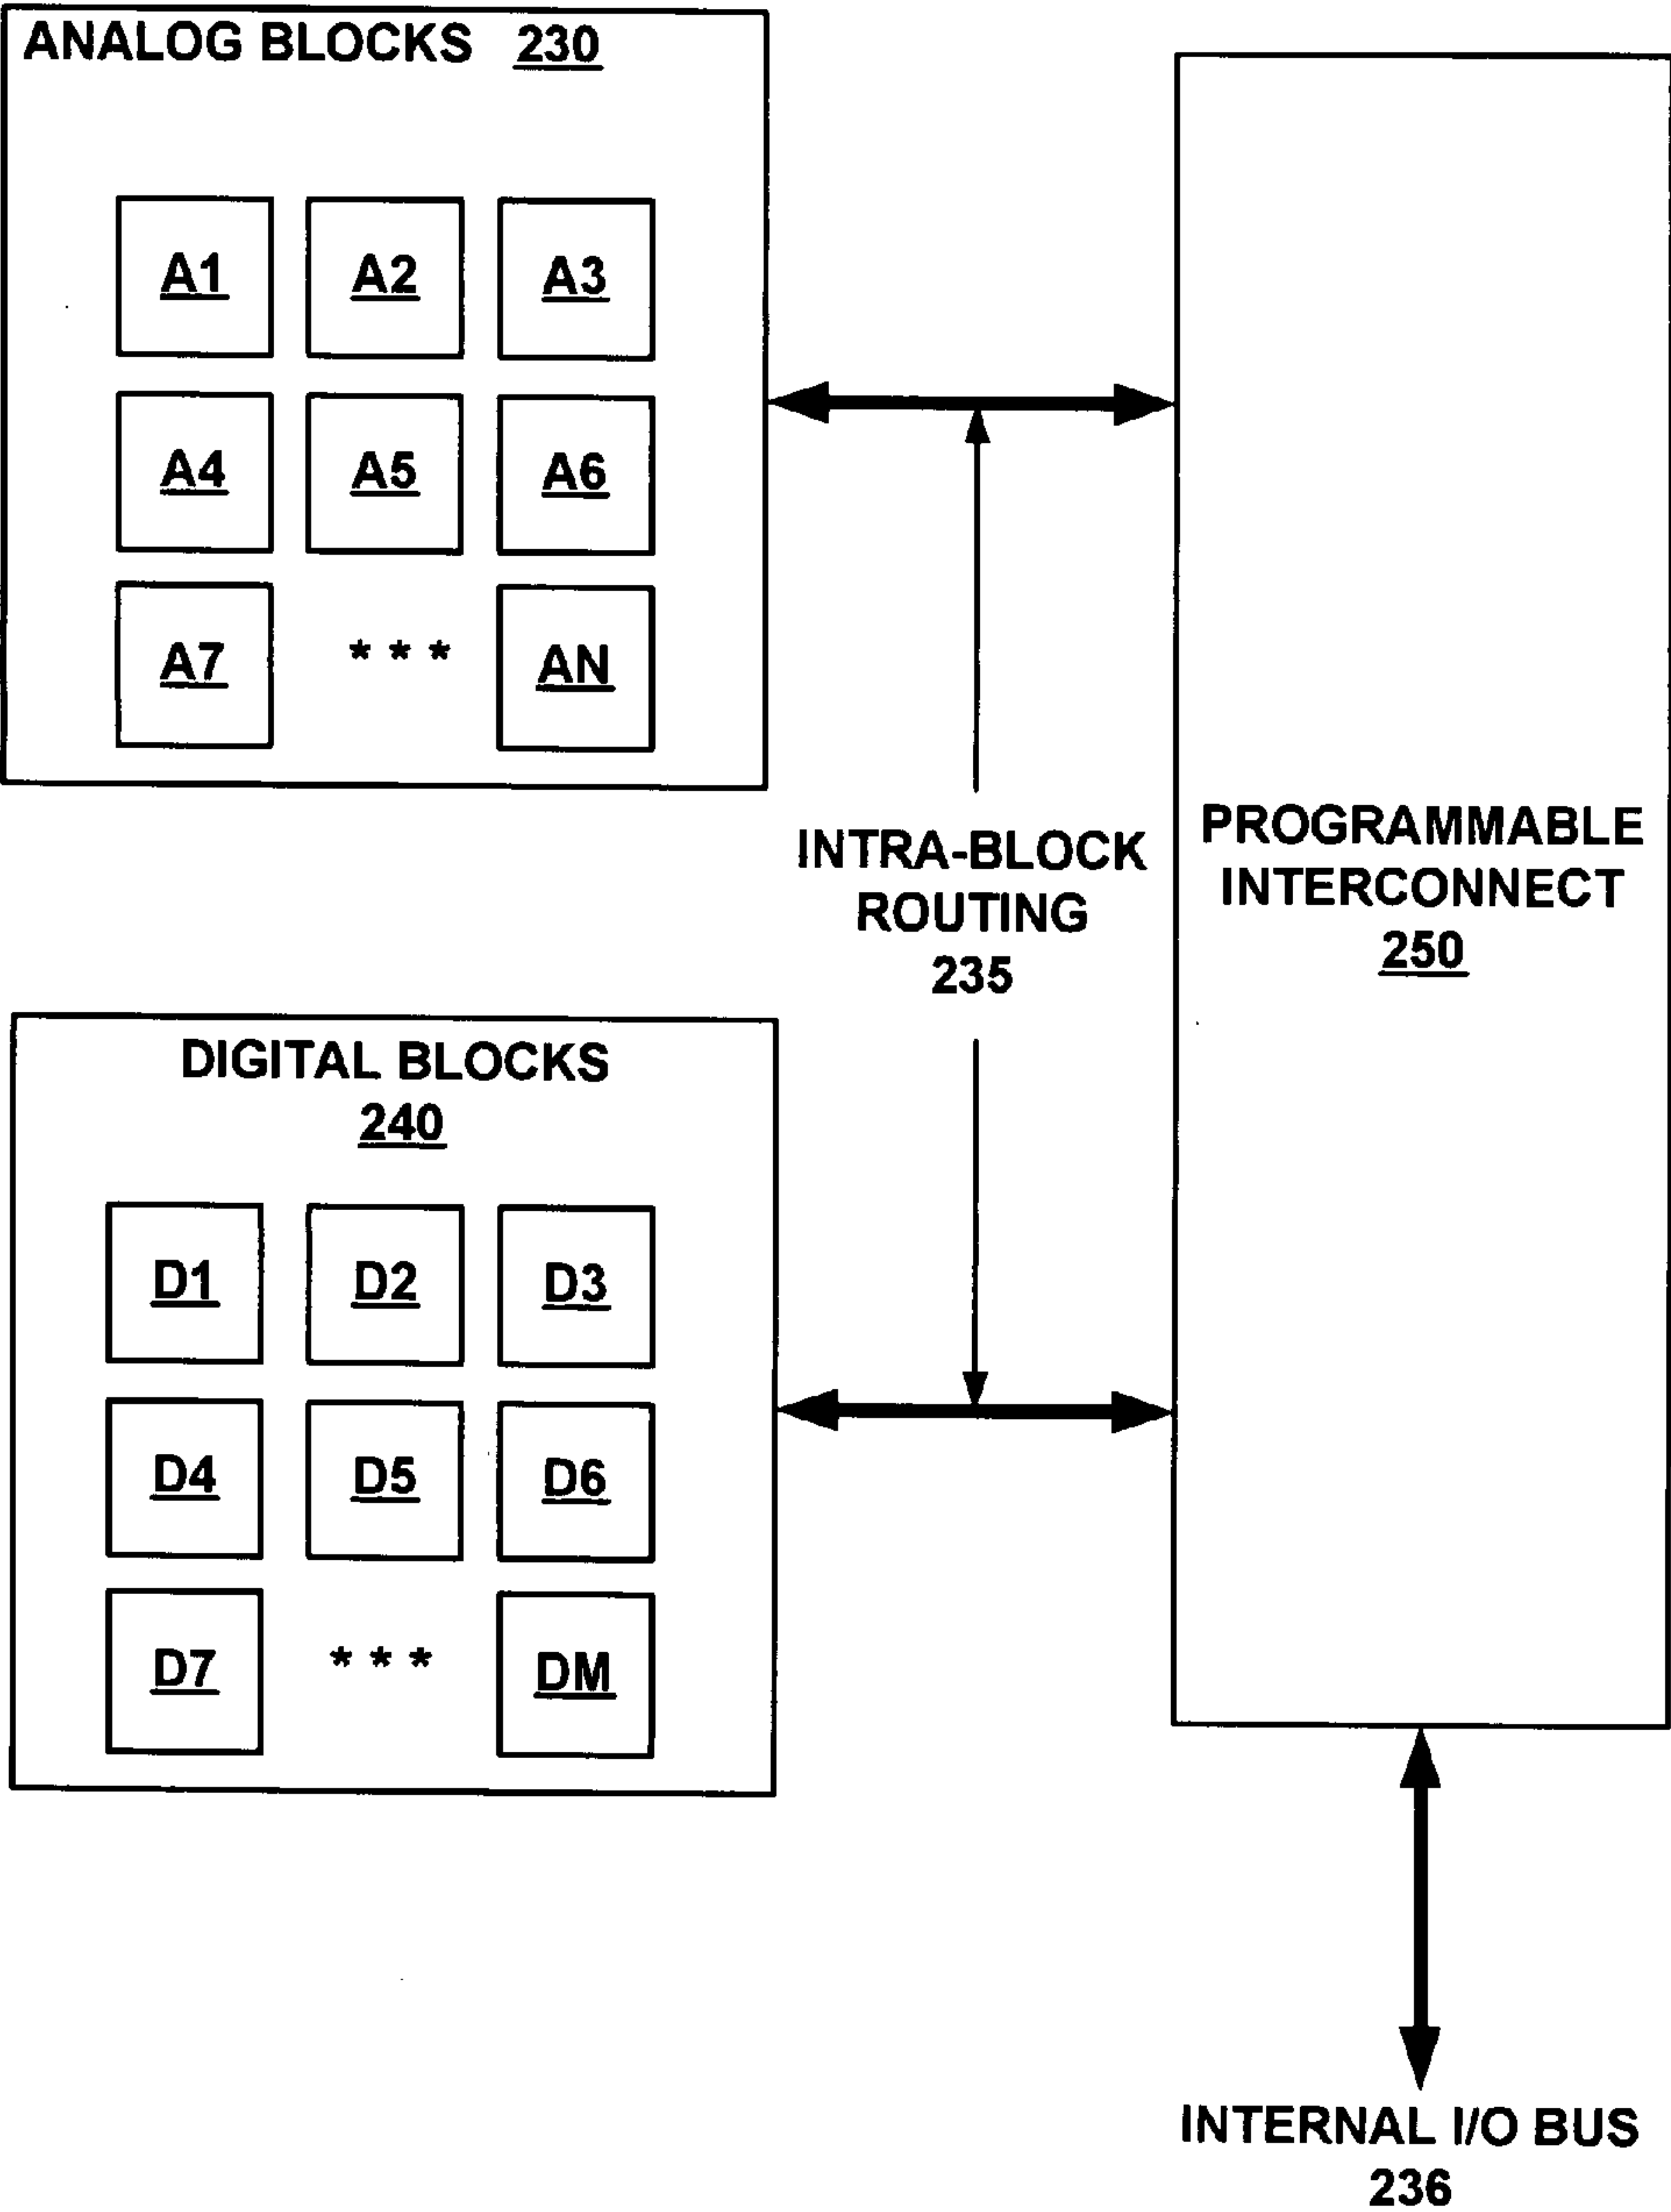 ANALOG BLOCKS 230
A1 A2 A3
A4 A5 A6
A7 * * * AN
INTRA-BLOCK
ROUTING
235
PROGRAMMABLE
INTERCONNECT
250
DIGITAL BLOCKS
240
D1 D2 D3
D4 D5 D6
D7 * * * DM
INTERNAL I/O BUS
236